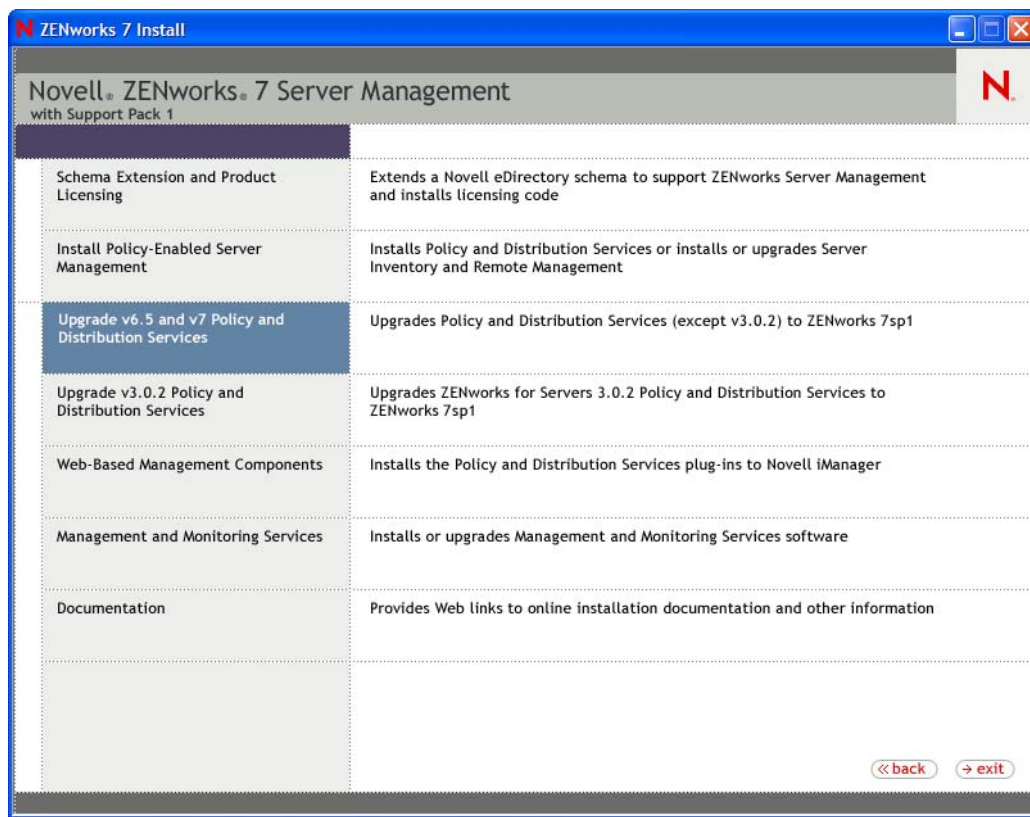 N ZENworks 7 Install
Novell® ZENworks® 7 Server Management
with Support Pack 1
N®
Schema Extension and Product
Licensing
Extends a Novell eDirectory schema to support ZENworks Server Management
and installs licensing code
Install Policy-Enabled Server
Management
Installs Policy and Distribution Services or installs or upgrades Server
Inventory and Remote Management
Upgrade v6.5 and v7 Policy and
Distribution Services
Upgrades Policy and Distribution Services (except v3.0.2) to ZENworks 7sp1
Upgrade v3.0.2 Policy and
Distribution Services
Upgrades ZENworks for Servers 3.0.2 Policy and Distribution Services to
ZENworks 7sp1
Web-Based Management Components
Installs the Policy and Distribution Services plug-ins to Novell iManager
Management and Monitoring Services
Installs or upgrades Management and Monitoring Services software
Documentation
Provides Web links to online installation documentation and other information
« back
→ exit